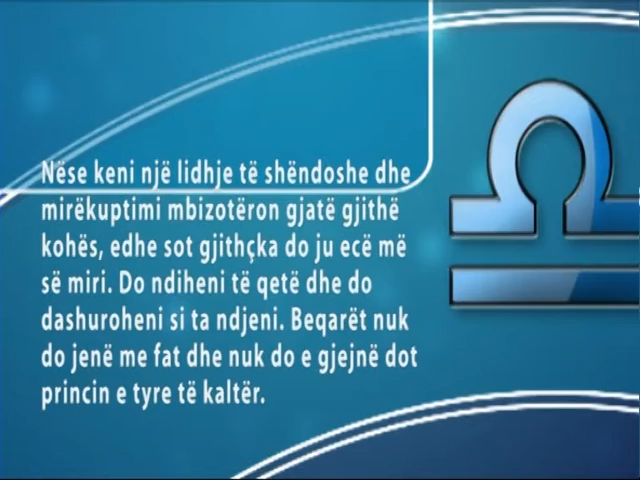 Nëse keni një lidhje të shëndoshe dhe
mirëkuptimi mbizotëron gjatë gjithë
kohës, edhe sot gjithçka do ju ecë më
së miri. Do ndiheni të qetë dhe do
dashuroheni si ta ndjeni. Beqarët nuk
do jenë me fat dhe nuk do e gjejnë dot
princin e tyre të kaltër.